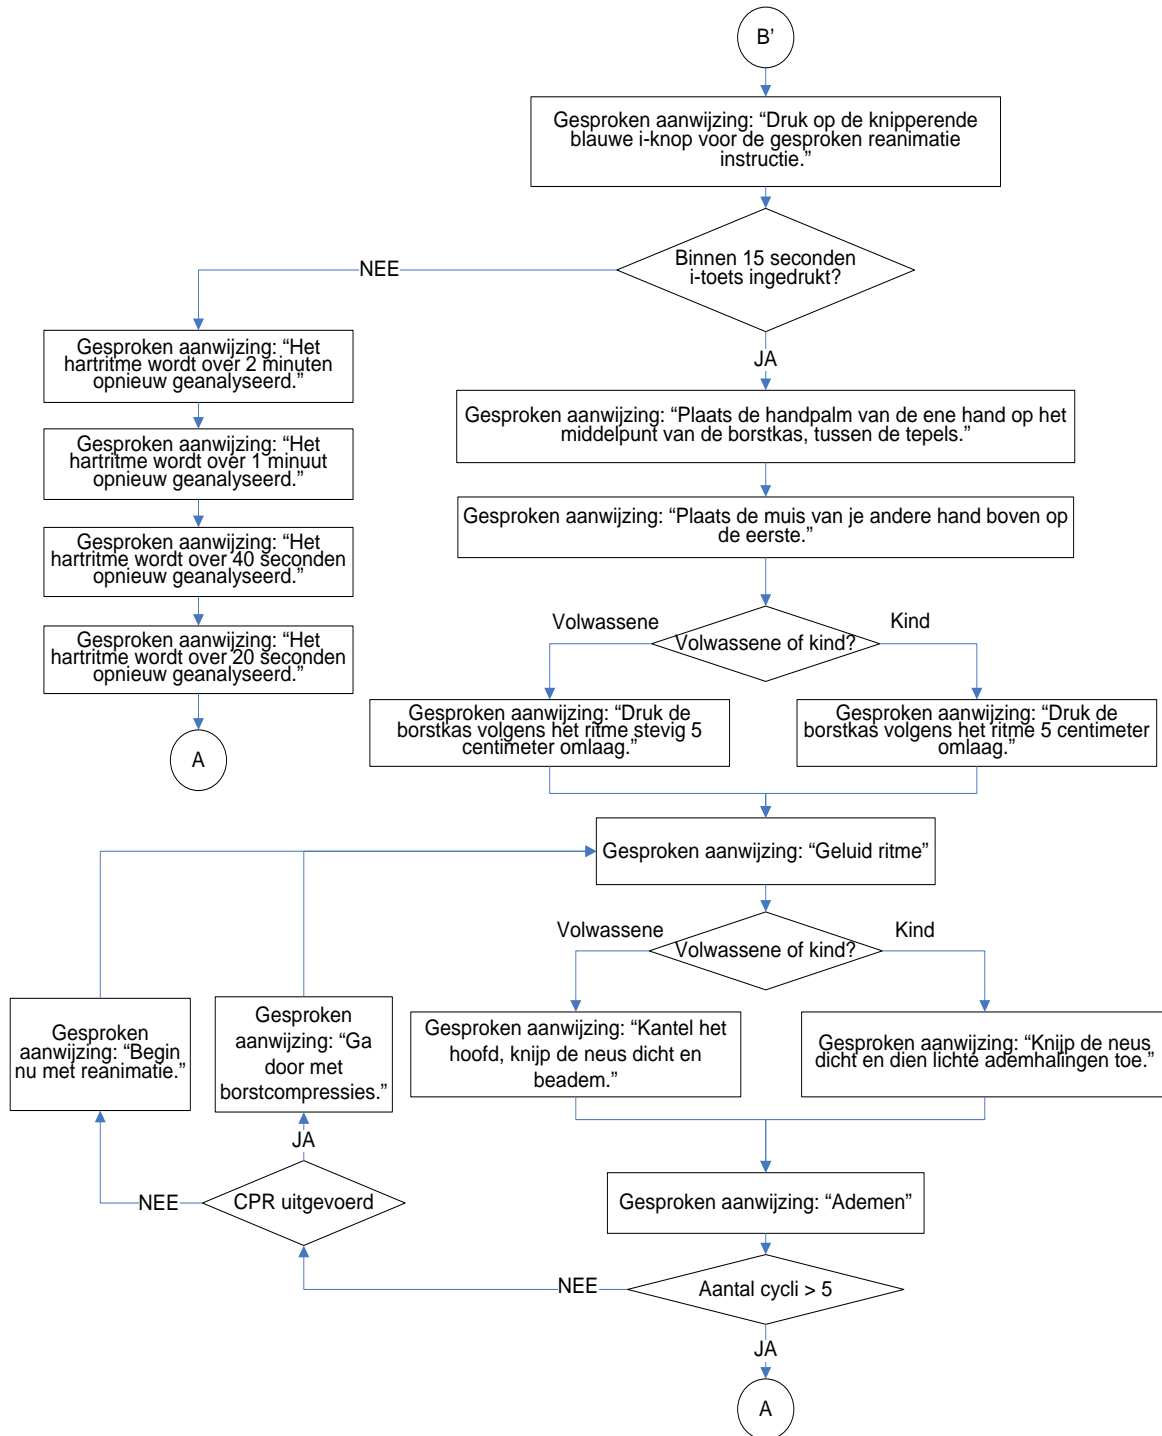 B’
Gesproken aanwijzing: “Druk op de knipperende
blauwe i-knop voor de gesproken reanimatie
instructie.”
Binnen 15 seconden
i-toets ingedrukt?
NEE
JA
Gesproken aanwijzing: “Het
hartritme wordt over 2 minuten
opnieuw geanalyseerd.”
Gesproken aanwijzing: “Het
hartritme wordt over 1 minuut
opnieuw geanalyseerd.”
Gesproken aanwijzing: “Het
hartritme wordt over 40 seconden
opnieuw geanalyseerd.”
Gesproken aanwijzing: “Het
hartritme wordt over 20 seconden
opnieuw geanalyseerd.”
A
Gesproken aanwijzing: “Plaats de handpalm van de ene hand op het
middelpunt van de borstkas, tussen de tepels.”
Gesproken aanwijzing: “Plaats de muis van je andere hand boven op
de eerste.”
Volwassene
Volwassene of kind?
Kind
Gesproken aanwijzing: “Druk de
borstkas volgens het ritme stevig 5
centimeter omlaag.”
Gesproken aanwijzing: “Druk de
borstkas volgens het ritme 5 centimeter
omlaag.”
Gesproken aanwijzing: “Geluid ritme”
Volwassene
Volwassene of kind?
Kind
Gesproken aanwijzing: “Kantel het
hoofd, knijp de neus dicht en
beadem.”
Gesproken aanwijzing: “Knijp de neus
dicht en dien lichte ademhalingen toe.”
Gesproken
aanwijzing: “Begin
nu met reanimatie.”
Gesproken
aanwijzing: “Ga
door met
borstcompressies.”
JA
NEE
CPR uitgevoerd
Gesproken aanwijzing: “Ademen”
NEE
Aantal cycli > 5
JA
A